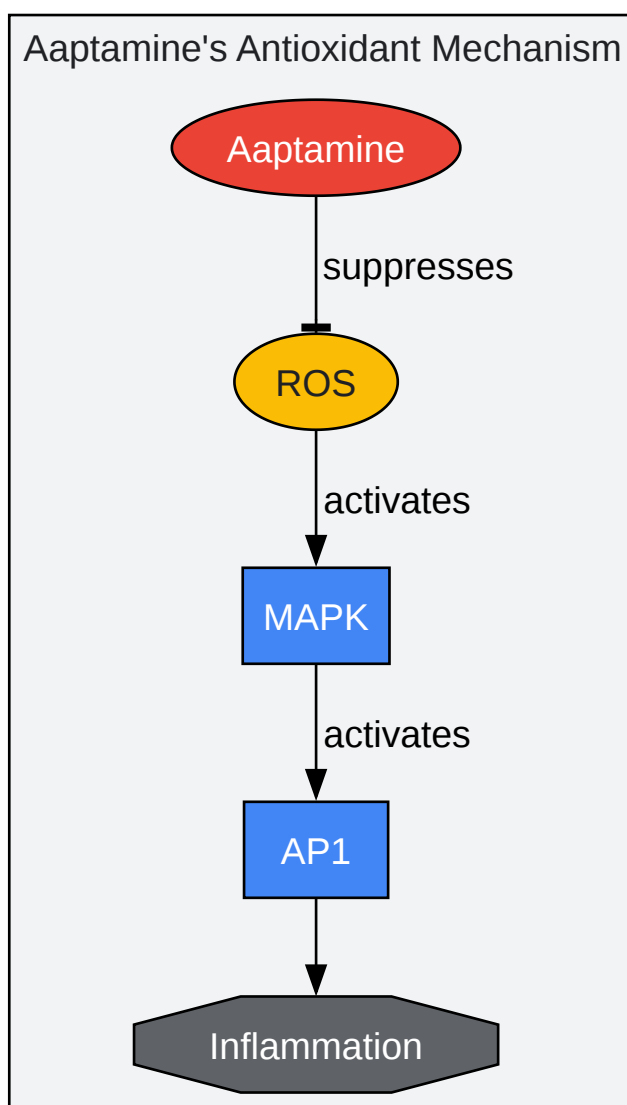 Aaptamine's Antioxidant Mechanism
Aaptamine
suppresses
ROS
activates
MAPK
activates
AP1
Inflammation